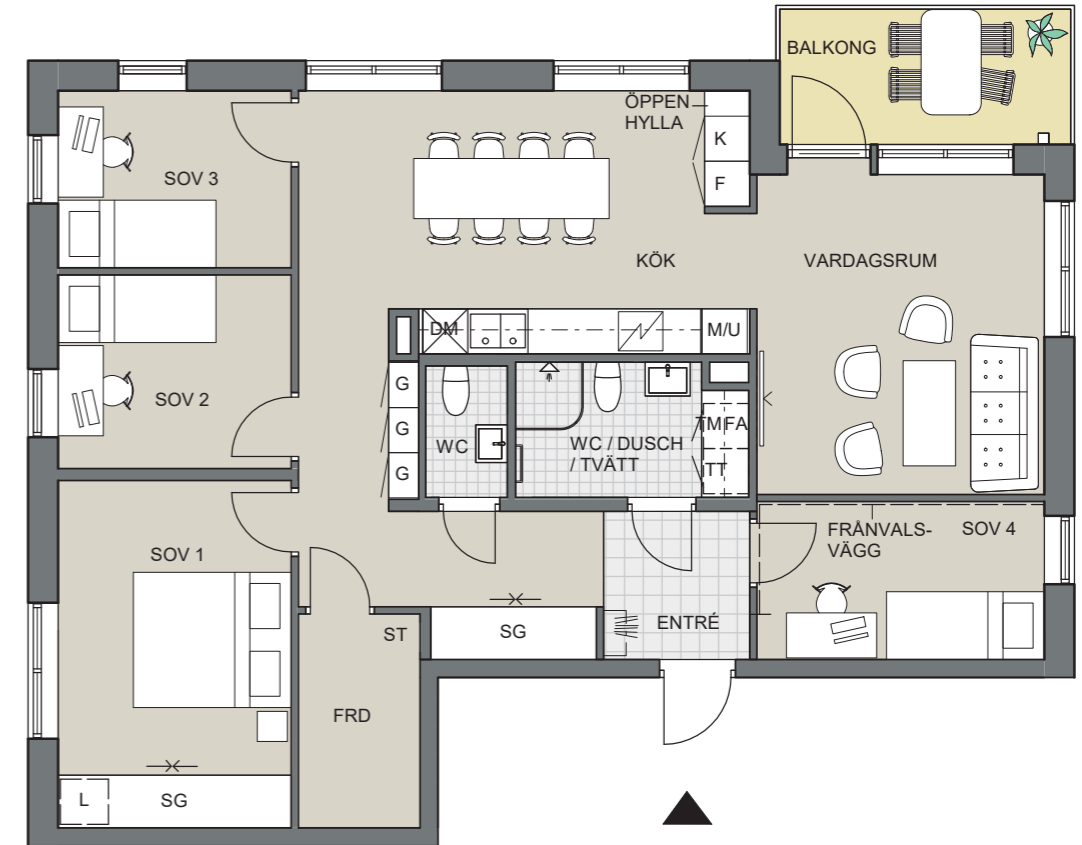 BALKONG
ÖPPEN
HYLLA
K
F
SOV 3
KÖK
VARDAGSRUM
DM
M/U
SOV 2
G
G
G
WC
WC / DUSCH
/ TVÄTT
TM
FA
TT
SOV 1
FRÅNVALS-
VÄGG
SOV 4
ST
SG
ENTRÉ
FRD
L
SG